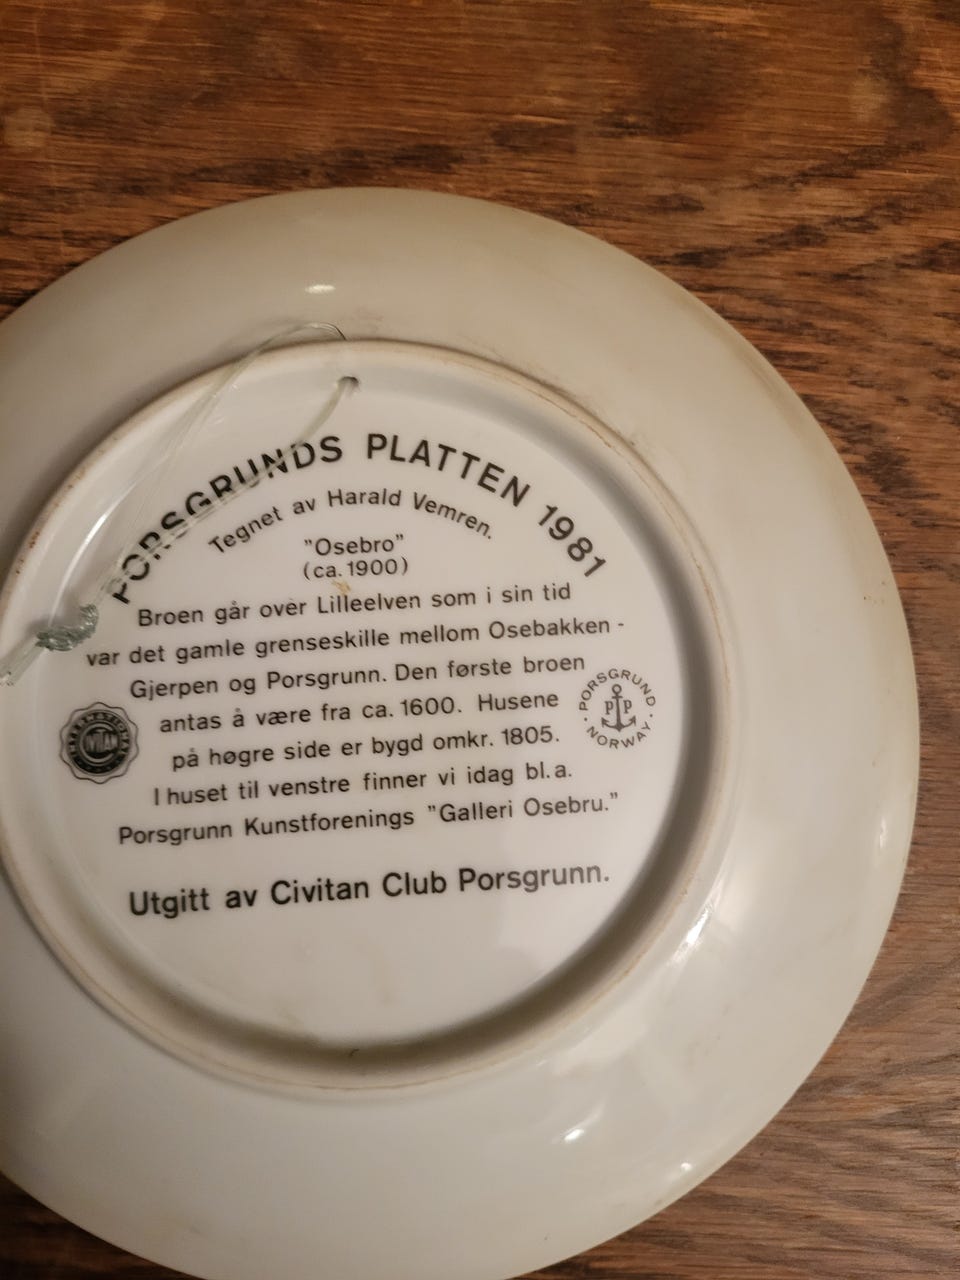 PORSGRUNDS PLATTEN 1981
Tegnet av Harald Vemren.
"Osebro"
(ca. 1900)
Broen går over Lilleelven som i sin tid
var det gamle grenseskille mellom Osebakken -
Gjerpen og Porsgrunn. Den første broen
antas å være fra ca. 1600. Husene
på høgre side er bygd omkr. 1805.
I huset til venstre finner vi idag bl. a.
Porsgrunn Kunstforenings "Galleri Osebru."
Utgitt av Civitan Club Porsgrunn.
INTERNATIONAL
CIVITAN
PORSGRUND
P P
NORWAY